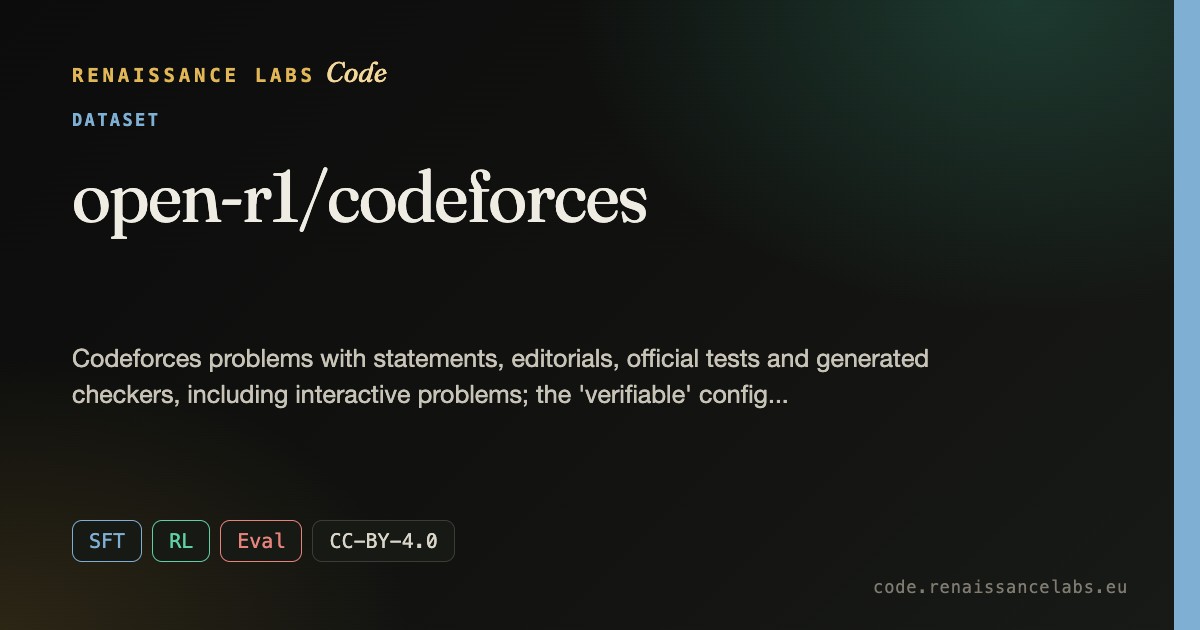 RENAISSANCE LABS Code
DATASET
open-r1/codeforces
Codeforces problems with statements, editorials, official tests and generated
checkers, including interactive problems; the 'verifiable' config...
SFT RL Eval CC-BY-4.0
code.renaissancelabs.eu